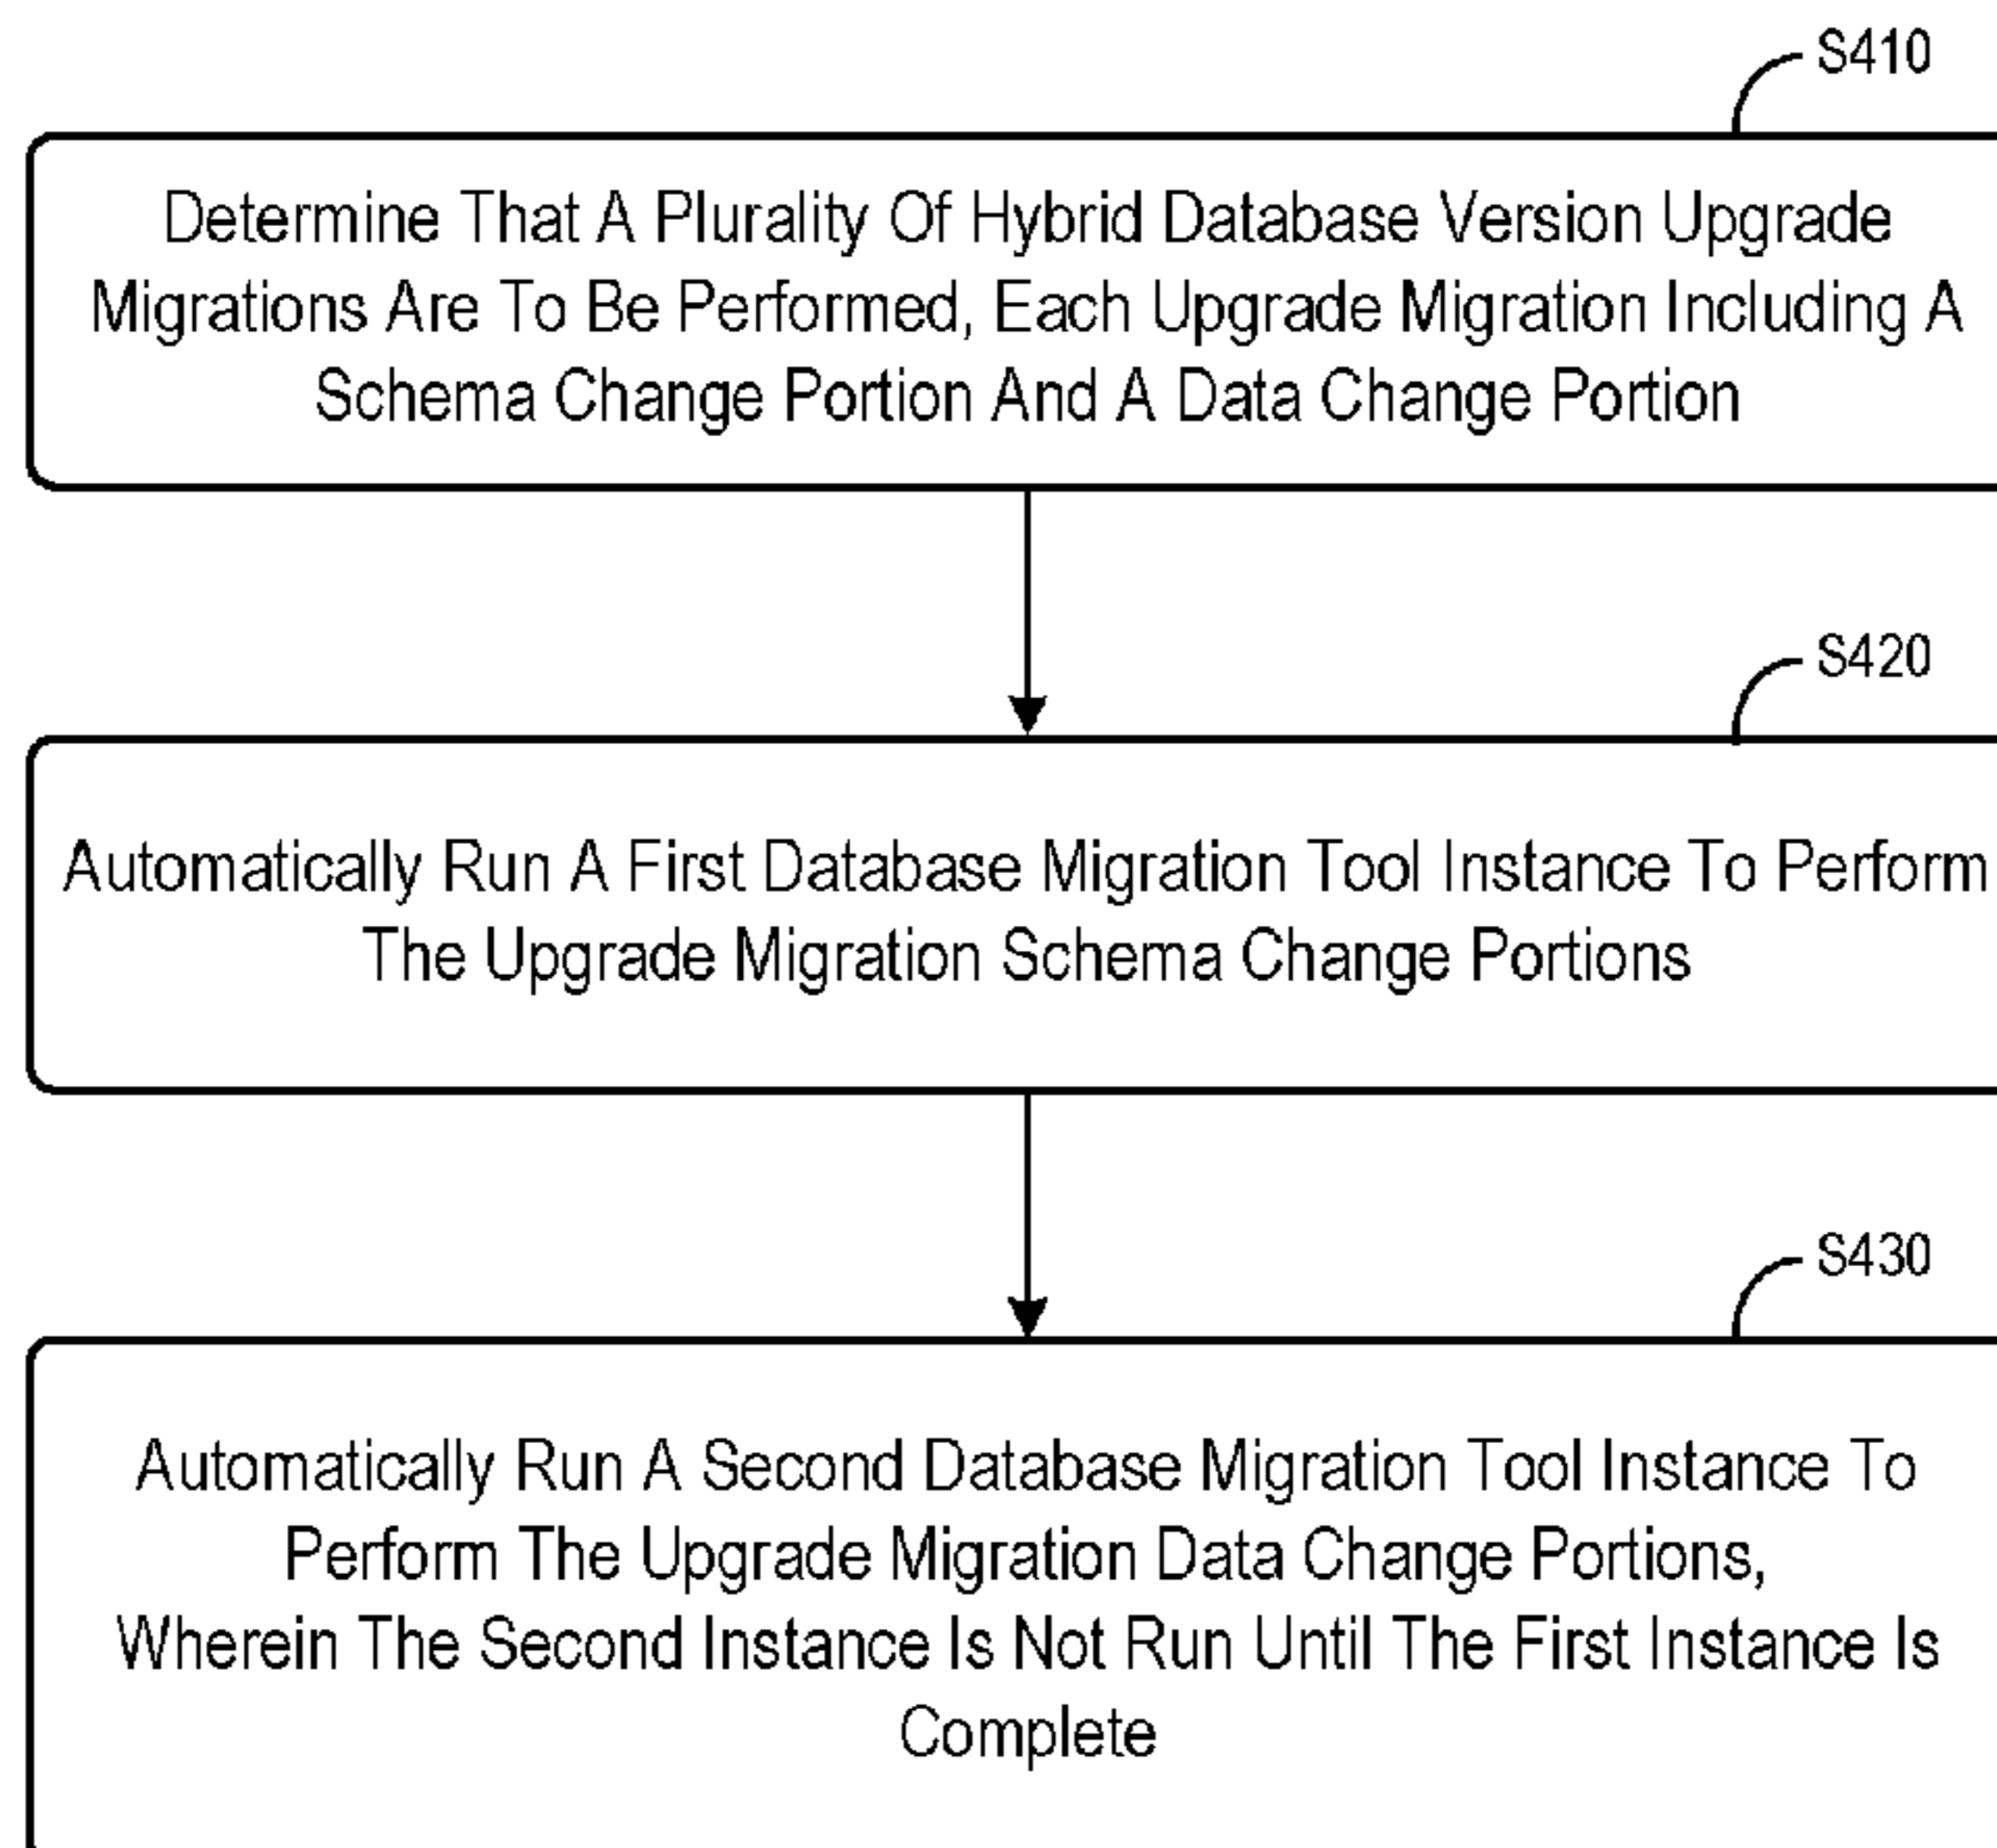 S410
Determine That A Plurality Of Hybrid Database Version Upgrade
Migrations Are To Be Performed, Each Upgrade Migration Including A
Schema Change Portion And A Data Change Portion
S420
Automatically Run A First Database Migration Tool Instance To Perform
The Upgrade Migration Schema Change Portions
S430
Automatically Run A Second Database Migration Tool Instance To
Perform The Upgrade Migration Data Change Portions,
Wherein The Second Instance Is Not Run Until The First Instance Is
Complete